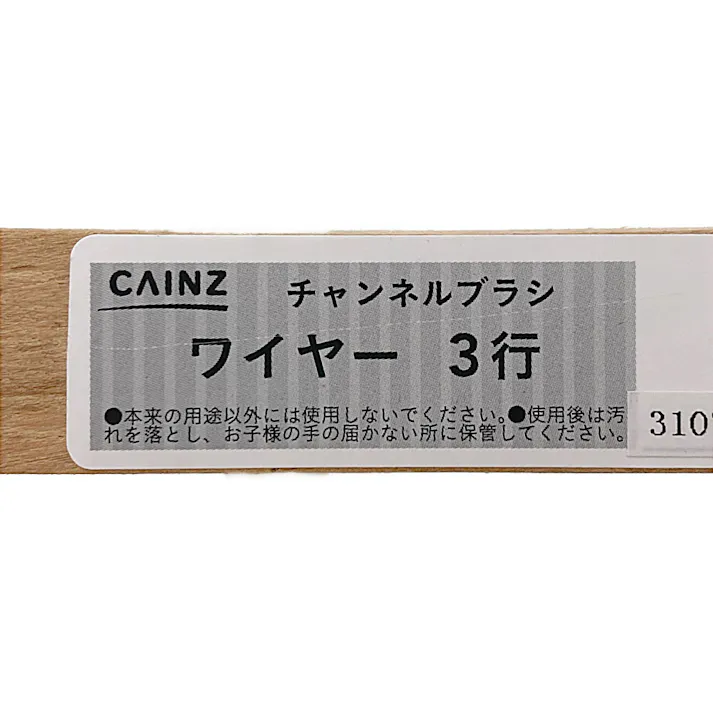 CAINZ チャンネルブラシ
ワイヤー 3行
●本来の用途以外には使用しないでください。●使用後は汚
れを落とし、お子様の手の届かない所に保管してください。
310